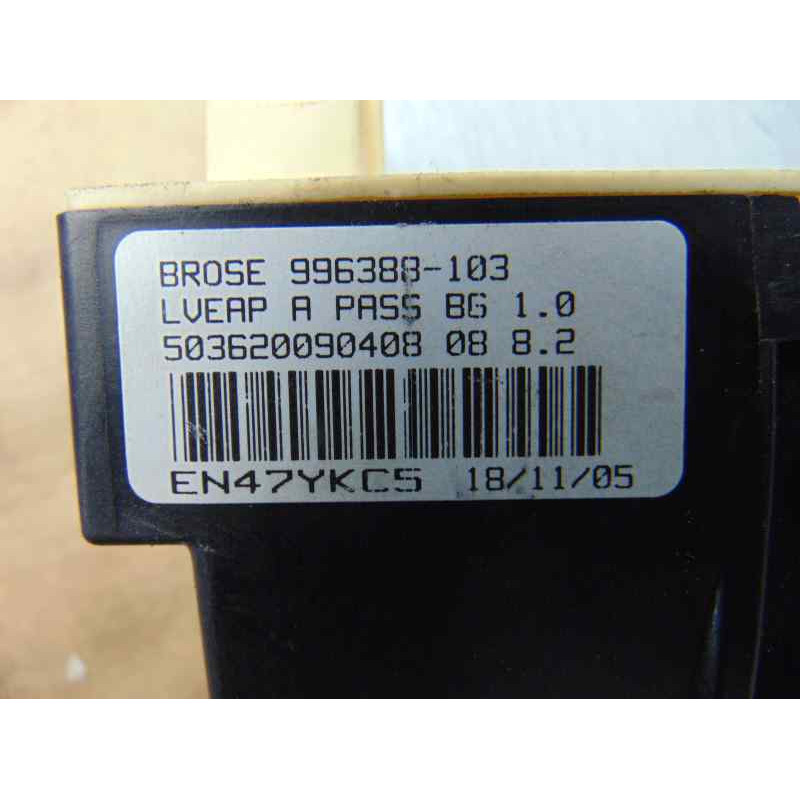 BROSE 996388-103
LVEAP A PASS BG 1.0
503620090408 08 8.2
EN47YKC5 18/11/05